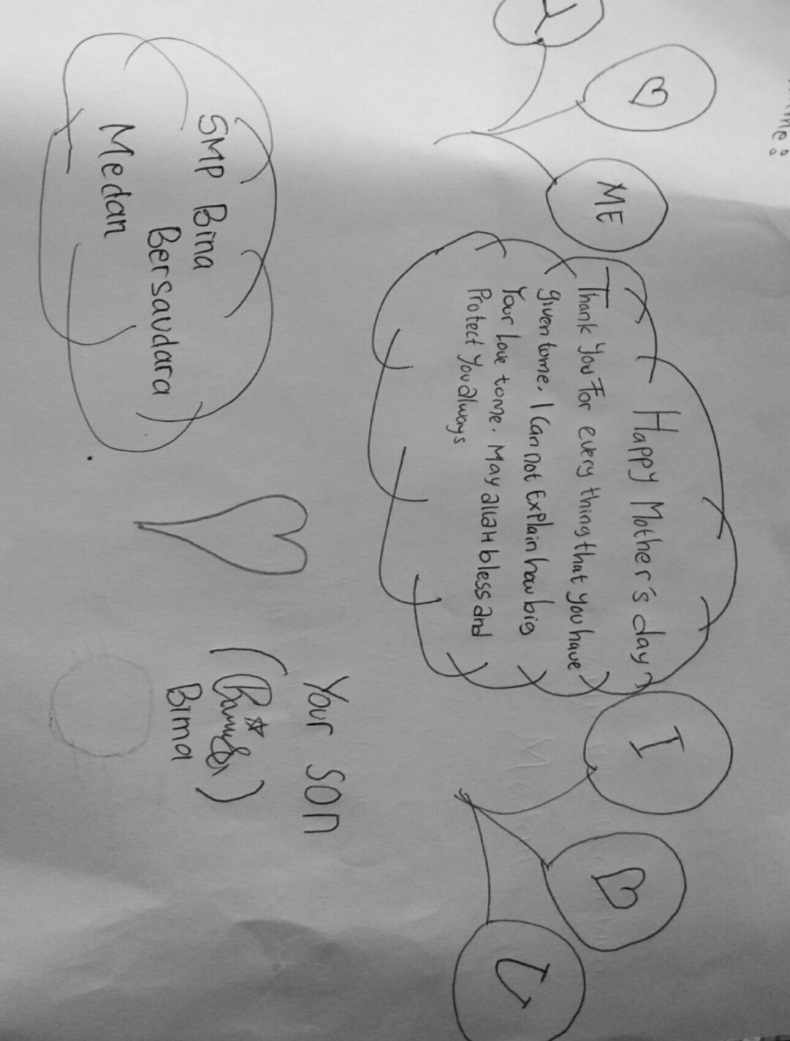 Y
♡
ME
Happy Mother's day
Thank You For every thing that you have
given to me. I Can not Explain how big
Your Love to me. May allah bless and
Protect You always
I
♡
U
SMP Bina
Bersaudara
Medan
Your Son
Bima